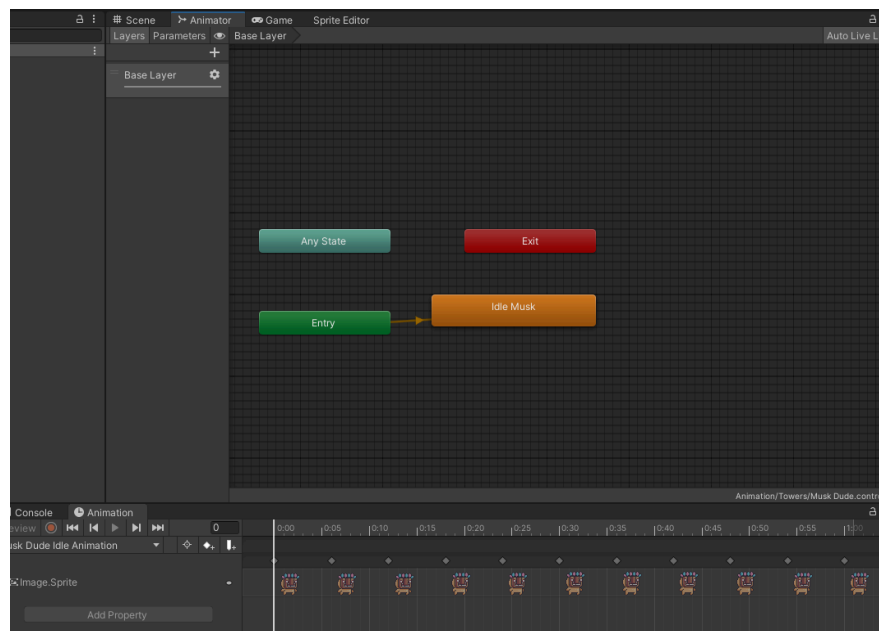 Scene Animator Game Sprite Editor
Layers Parameters Base Layer Auto Live L
Base Layer
Any State Exit
Idle Musk
Entry
Animation/Towers/Musk Dude.contr
Console Animation
eview 0 0:00 0:05 0:10 0:15 0:20 0:25 0:30 0:35 0:40 0:45 0:50 0:55 1:00
usk Dude Idle Animation
Image.Sprite
Add Property